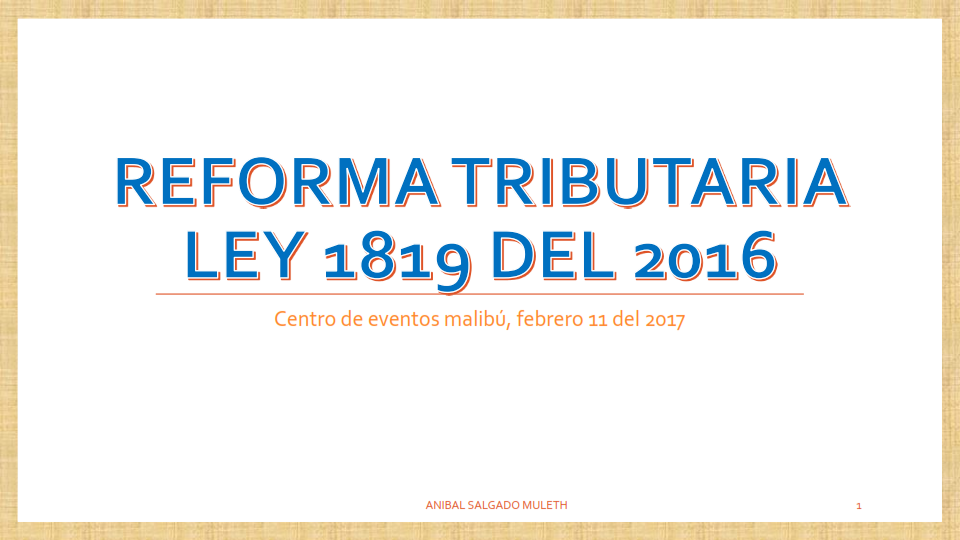 REFORMA TRIBUTARIA
LEY 1819 DEL 2016
Centro de eventos malibú, febrero 11 del 2017
ANIBAL SALGADO MULETH
1